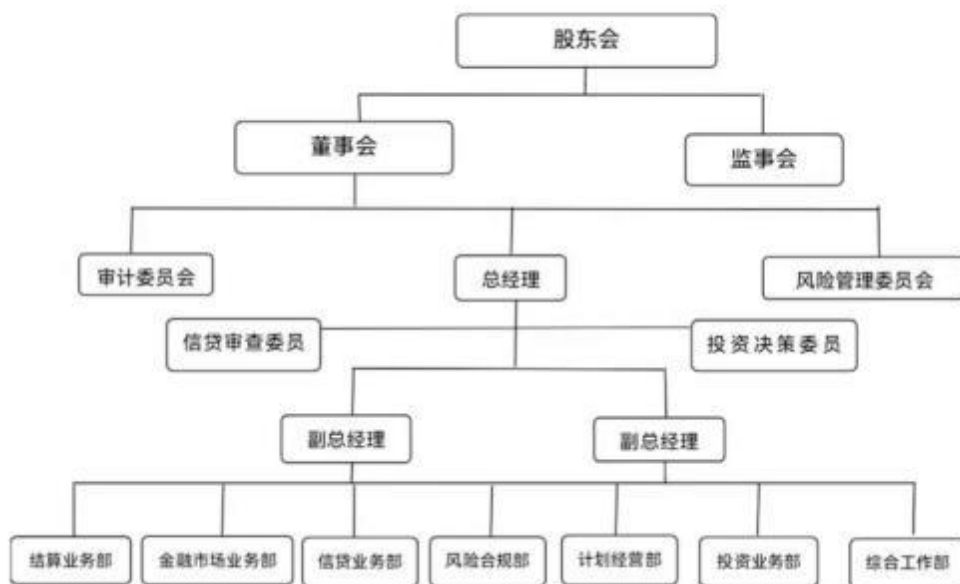 股东会
董事会
监事会
审计委员会
总经理
风险管理委员会
信贷审查委员
投资决策委员
副总经理
副总经理
结算业务部
金融市场业务部
信贷业务部
风险合规部
计划经营部
投资业务部
综合工作部